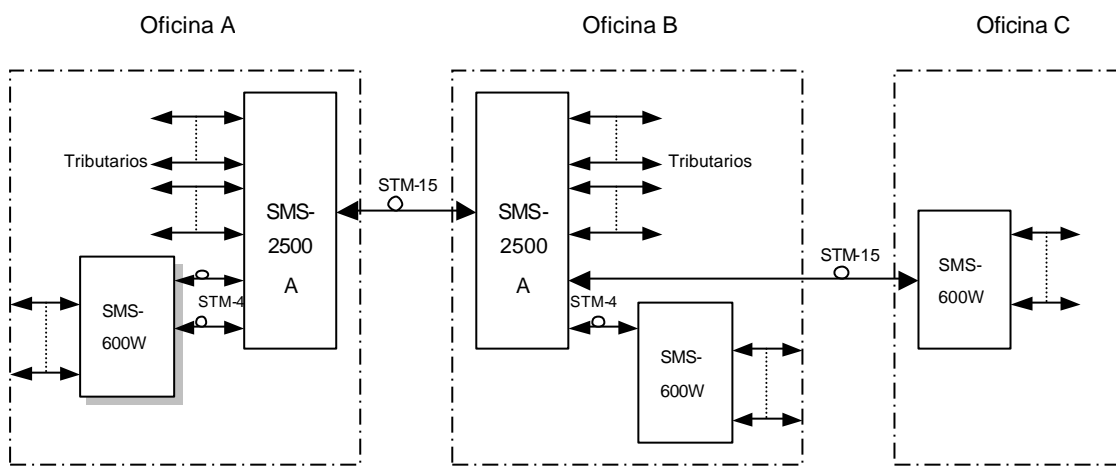 Oficina A
Oficina B
Oficina C
Tributarios
SMS-
2500
A
STM-4
SMS-
600W
STM-15
SMS-
2500
A
Tributarios
STM-15
STM-4
SMS-
600W
SMS-
600W